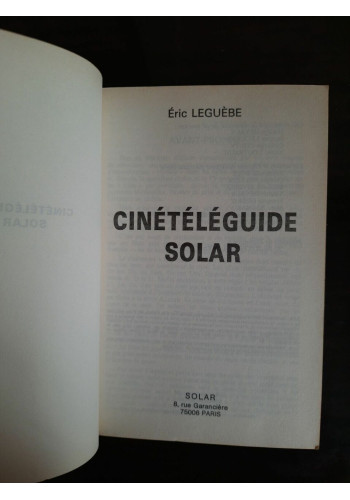 Éric LEGUÈBE
CINÉTÉLÉGUIDE
SOLAR
SOLAR
8, rue Garancière
75006 PARIS